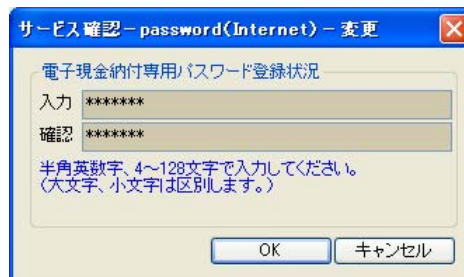 サービス確認－password(Internet)－変更
電子現金納付専用パスワード登録状況
入力 *******
確認 *******
半角英数字、4～128文字で入力してください。
(大文字、小文字は区別します。)
OK キャンセル